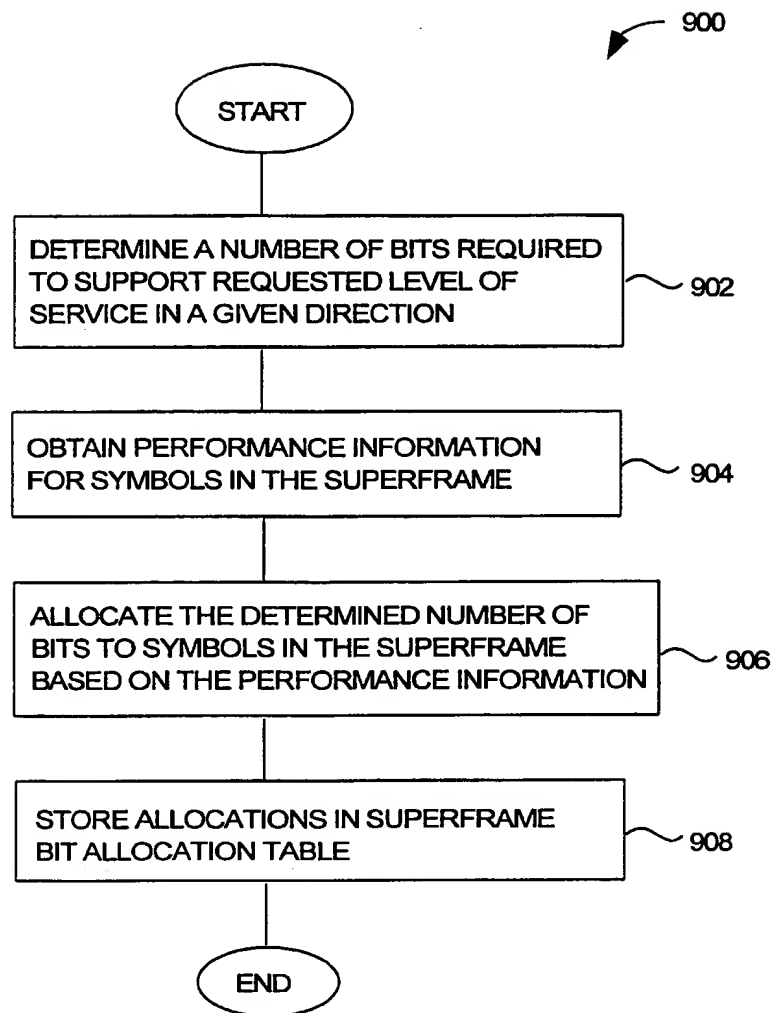 900
START
DETERMINE A NUMBER OF BITS REQUIRED
TO SUPPORT REQUESTED LEVEL OF
SERVICE IN A GIVEN DIRECTION
902
OBTAIN PERFORMANCE INFORMATION
FOR SYMBOLS IN THE SUPERFRAME
904
ALLOCATE THE DETERMINED NUMBER OF
BITS TO SYMBOLS IN THE SUPERFRAME
BASED ON THE PERFORMANCE INFORMATION
906
STORE ALLOCATIONS IN SUPERFRAME
BIT ALLOCATION TABLE
908
END